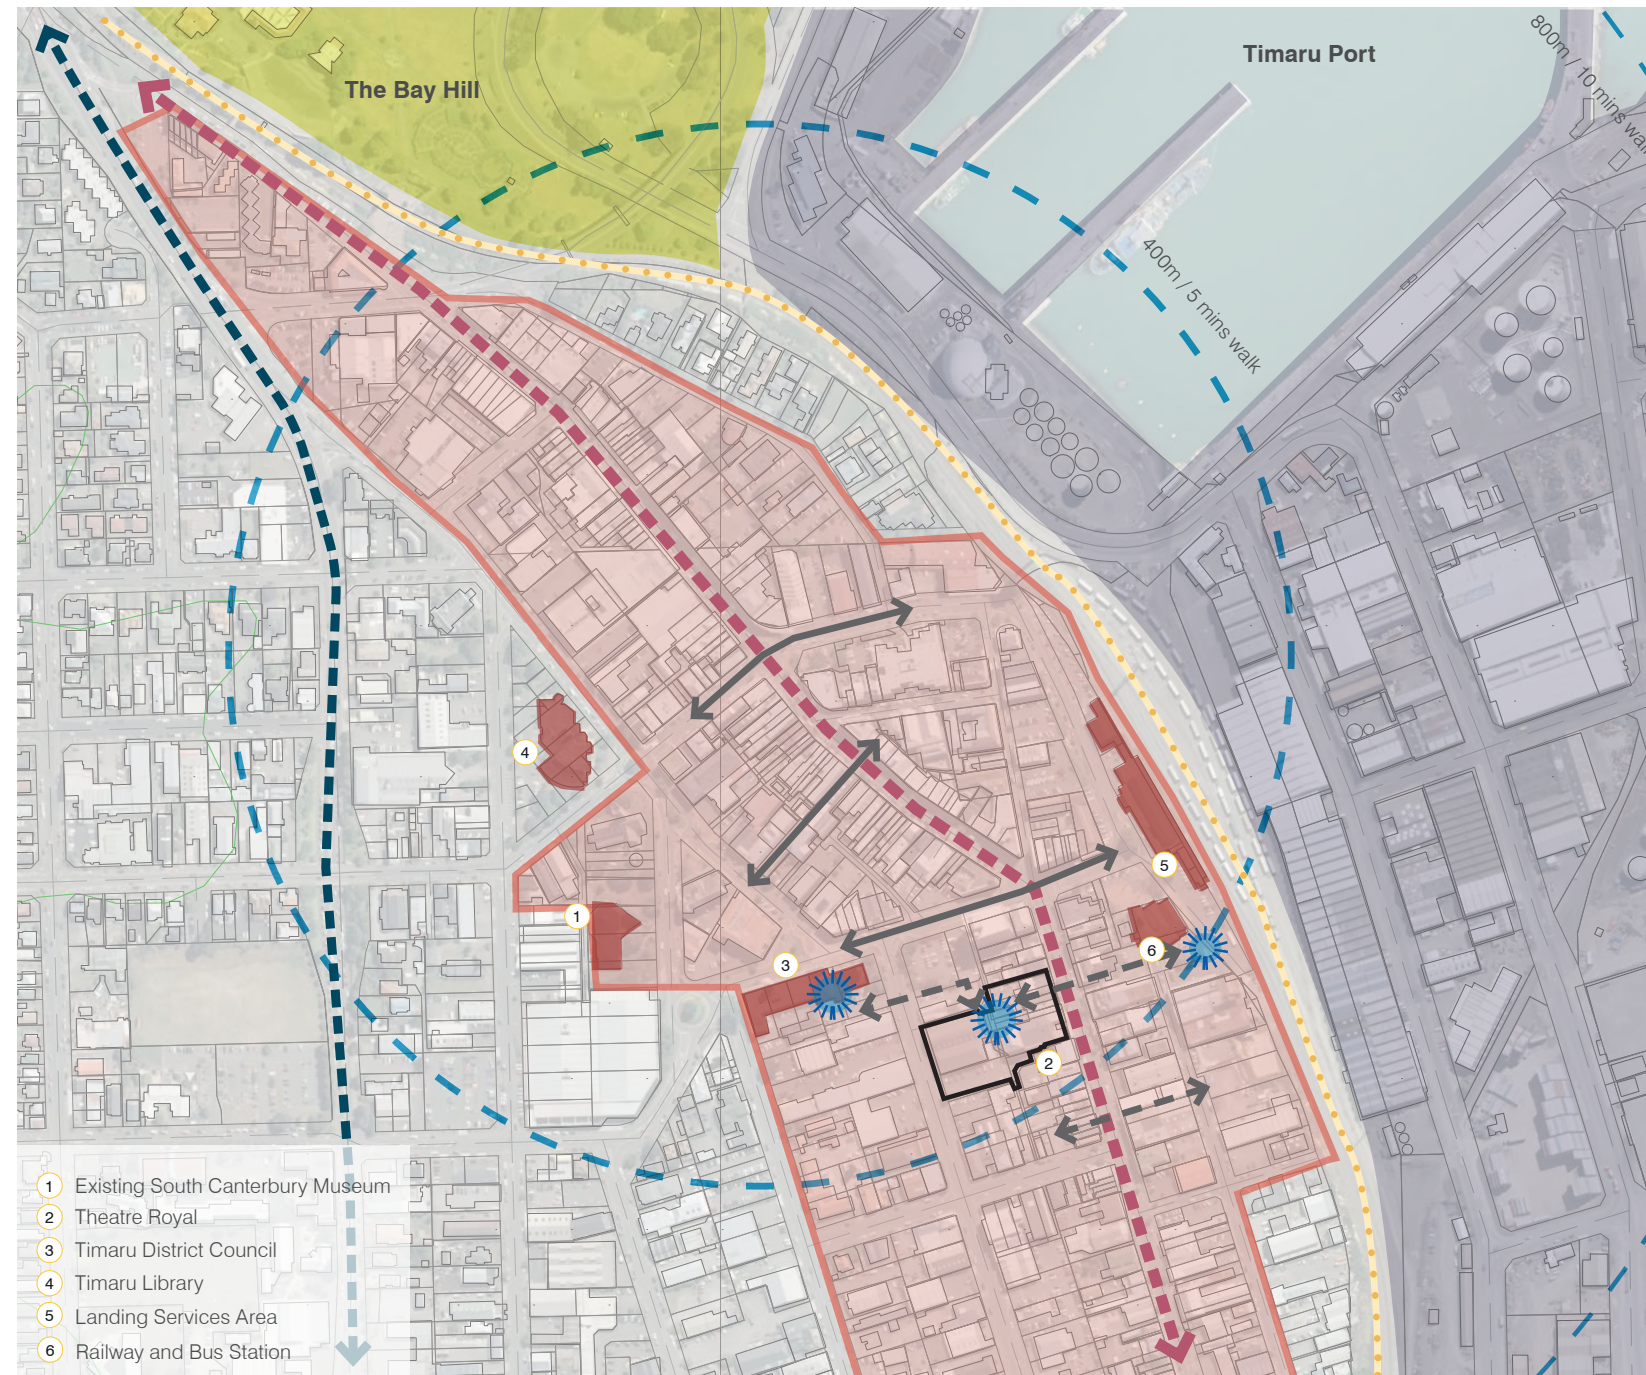 The Bay Hill
Timaru Port
800m / 10 mins walk
400m / 5 mins walk
4
5
1
6
3
2
1 Existing South Canterbury Museum
2 Theatre Royal
3 Timaru District Council
4 Timaru Library
5 Landing Services Area
6 Railway and Bus Station